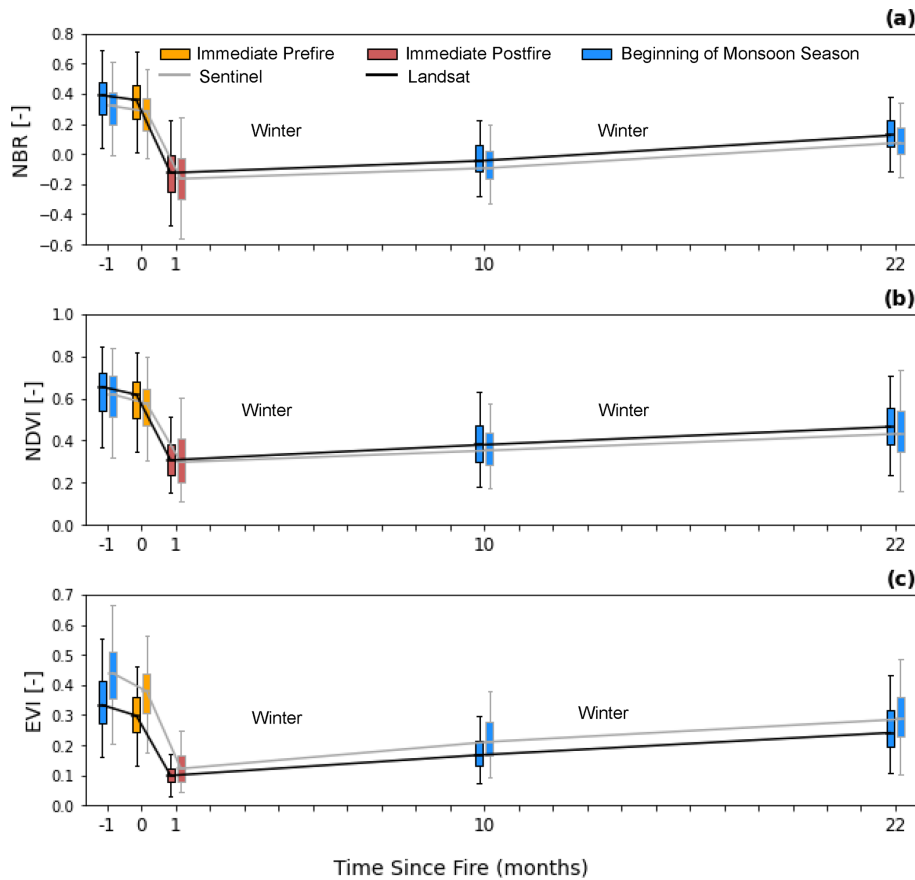 (a)
0.8
0.6
0.4
0.2
0.0
−0.2
−0.4
−0.6
NBR [-]
Immediate Prefire
Immediate Postfire
Beginning of Monsoon Season
Sentinel
Landsat
Winter
Winter
-1 0 1 10 22
(b)
1.0
0.8
0.6
0.4
0.2
0.0
NDVI [-]
Winter
Winter
-1 0 1 10 22
(c)
0.7
0.6
0.5
0.4
0.3
0.2
0.1
0.0
EVI [-]
Winter
Winter
-1 0 1 10 22
Time Since Fire (months)